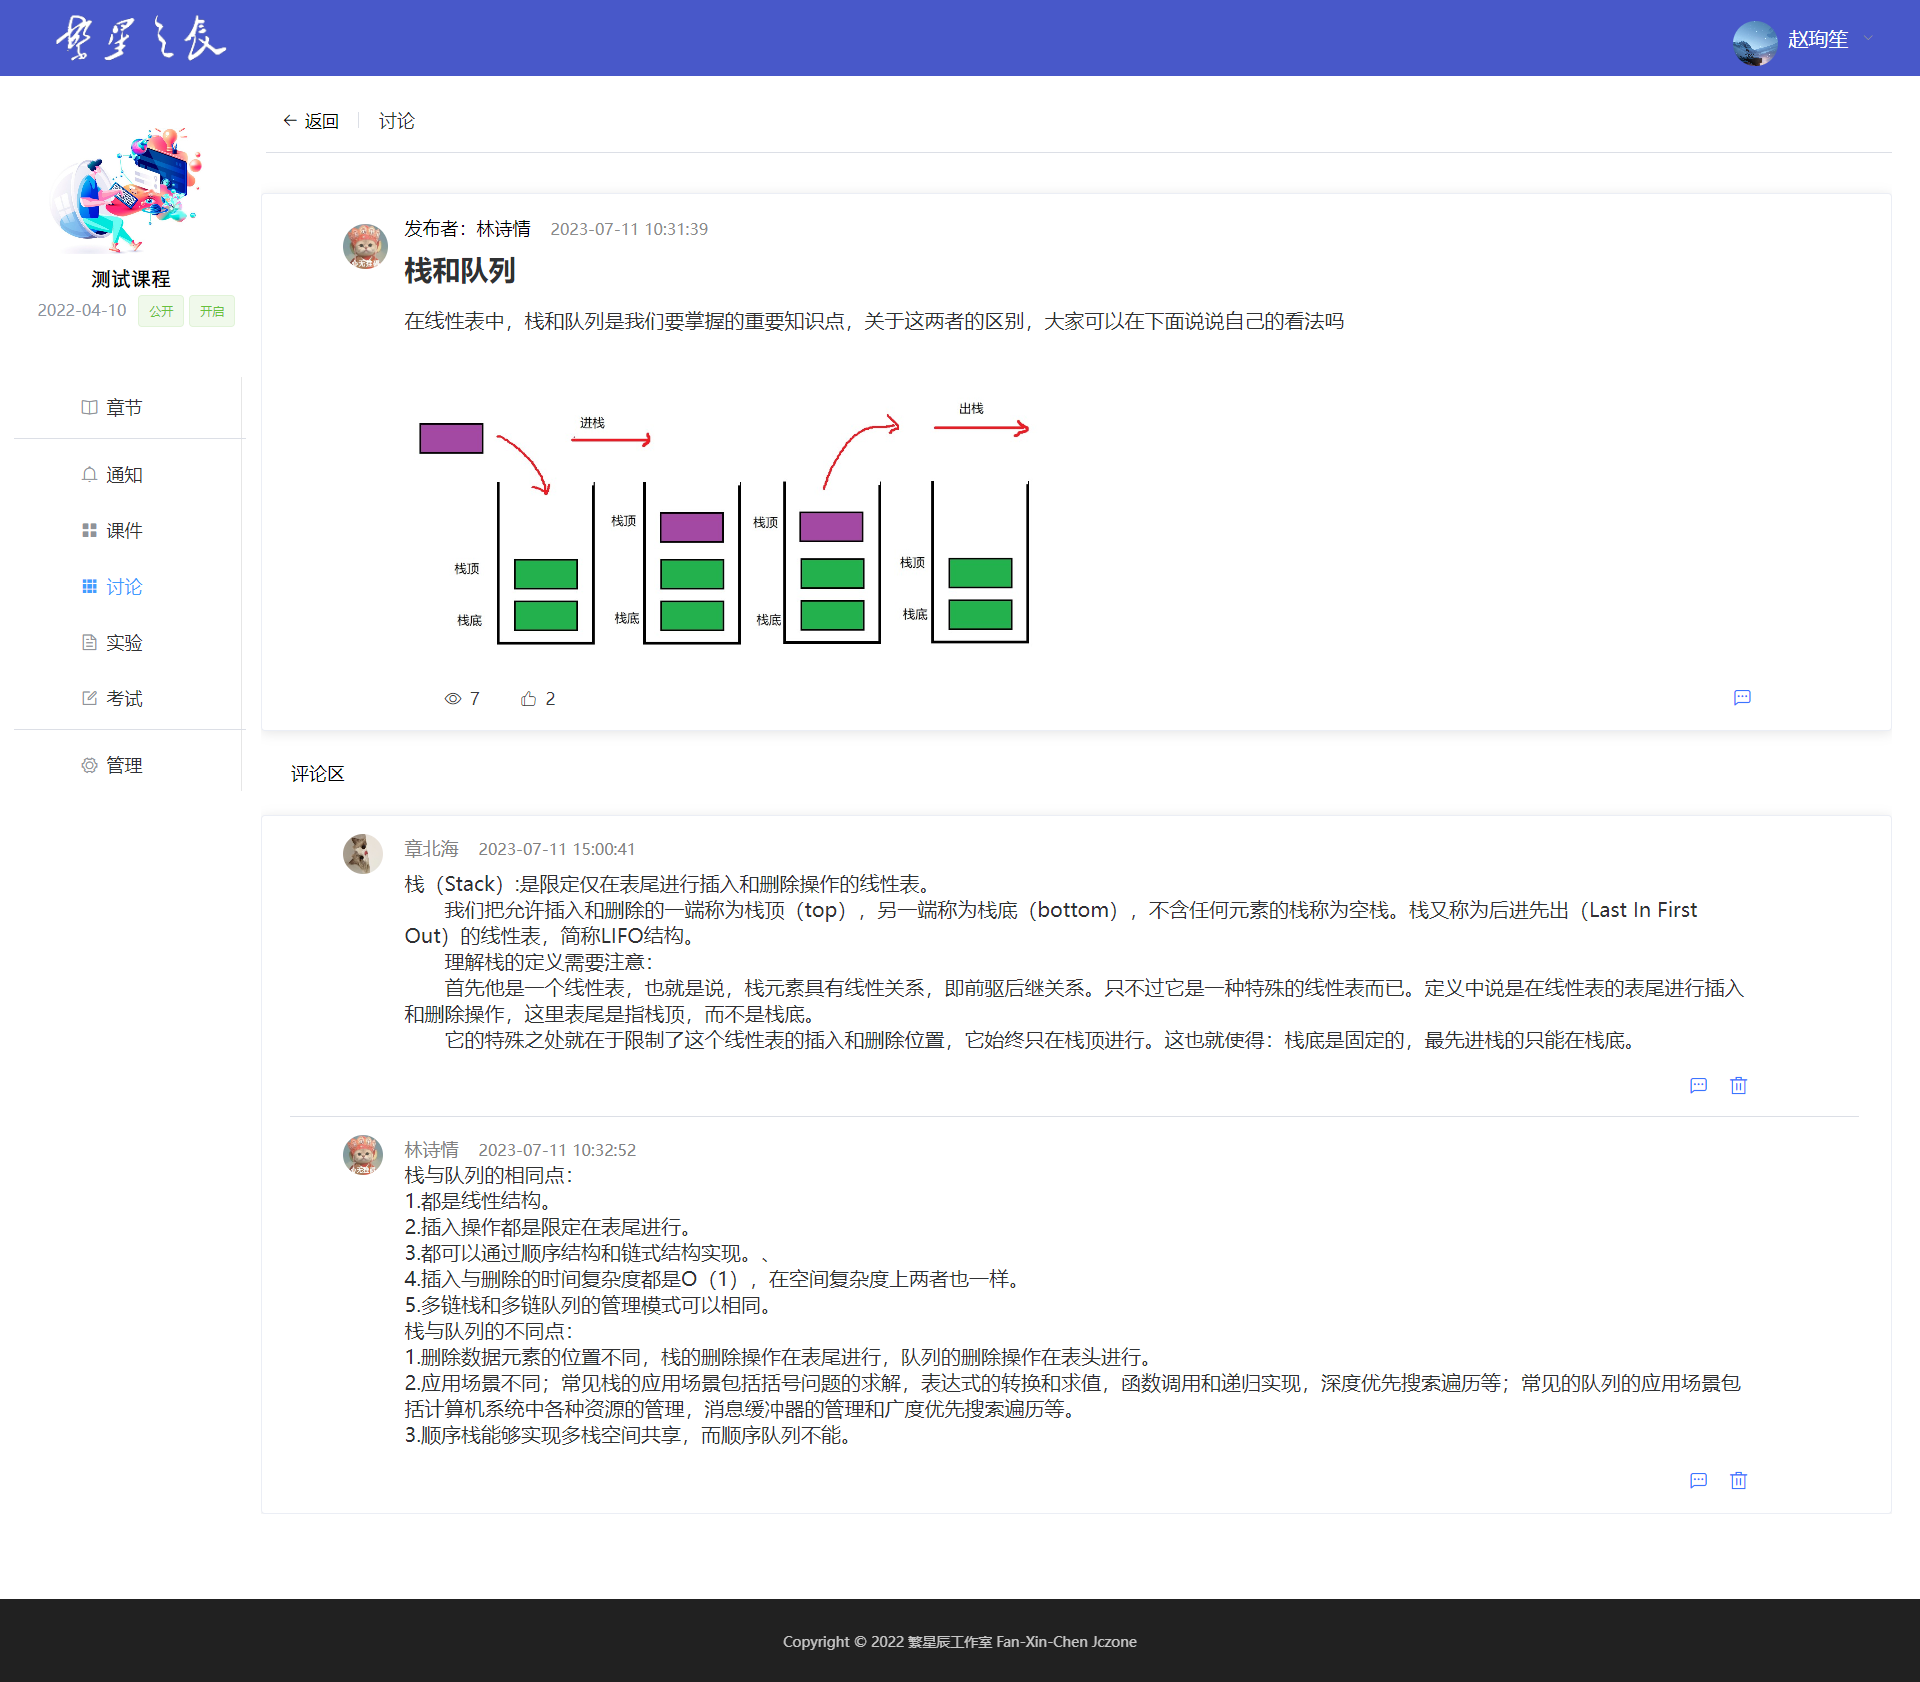 繁星之长
赵珣笙
测试课程
2022-04-10 公开 开启
章节
通知
课件
讨论
实验
考试
管理
返回 讨论
发布者：林诗情 2023-07-11 10:31:39
栈和队列
在线性表中，栈和队列是我们要掌握的重要知识点，关于这两者的区别，大家可以在下面说说自己的看法吗
进栈
出栈
栈顶
栈底
栈顶
栈底
栈顶
栈底
栈顶
栈底
7 2
评论区
章北海 2023-07-11 15:00:41
栈（Stack）:是限定仅在表尾进行插入和删除操作的线性表。
我们把允许插入和删除的一端称为栈顶（top），另一端称为栈底（bottom），不含任何元素的栈称为空栈。栈又称为后进先出（Last In First
Out）的线性表，简称LIFO结构。
理解栈的定义需要注意：
首先他是一个线性表，也就是说，栈元素具有线性关系，即前驱后继关系。只不过它是一种特殊的线性表而已。定义中说是在线性表的表尾进行插入
和删除操作，这里表尾是指栈顶，而不是栈底。
它的特殊之处就在于限制了这个线性表的插入和删除位置，它始终只在栈顶进行。这也就使得：栈底是固定的，最先进栈的只能在栈底。
林诗情 2023-07-11 10:32:52
栈与队列的相同点：
1.都是线性结构。
2.插入操作都是限定在表尾进行。
3.都可以通过顺序结构和链式结构实现。、
4.插入与删除的时间复杂度都是O（1），在空间复杂度上两者也一样。
5.多链栈和多链队列的管理模式可以相同。
栈与队列的不同点：
1.删除数据元素的位置不同，栈的删除操作在表尾进行，队列的删除操作在表头进行。
2.应用场景不同；常见栈的应用场景包括括号问题的求解，表达式的转换和求值，函数调用和递归实现，深度优先搜索遍历等；常见的队列的应用场景包
括计算机系统中各种资源的管理，消息缓冲器的管理和广度优先搜索遍历等。
3.顺序栈能够实现多栈空间共享，而顺序队列不能。
Copyright © 2022 繁星辰工作室 Fan-Xin-Chen Jczone